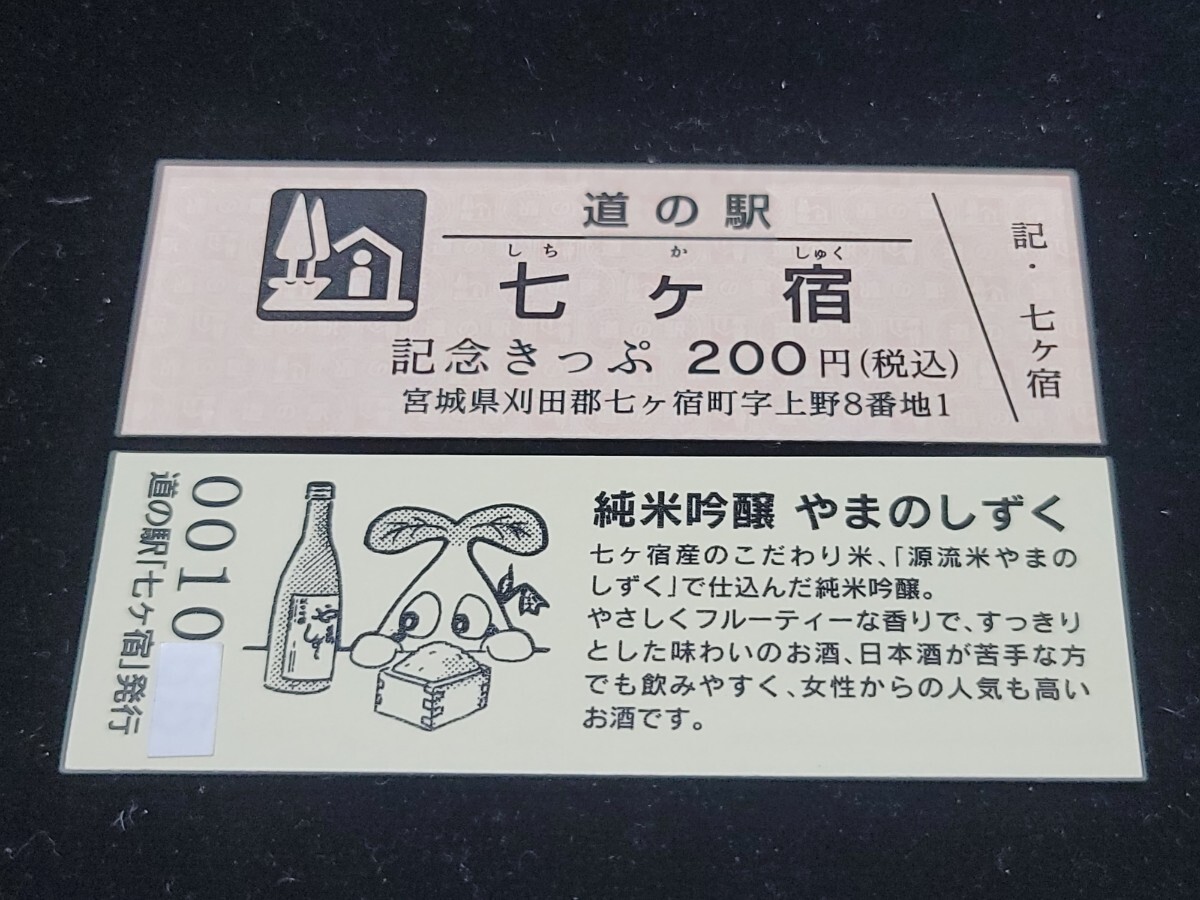 道の駅
しち か しゅく
七ヶ宿
記念きっぷ 200円(税込)
宮城県刈田郡七ヶ宿町字上野8番地1
記・七ヶ宿
純米吟醸 やまのしずく
七ヶ宿産のこだわり米、「源流米やまの
しずく」で仕込んだ純米吟醸。
やさしくフルーティーな香りで、すっきり
とした味わいのお酒、日本酒が苦手な方
でも飲みやすく、女性からの人気も高い
お酒です。
0010
道の駅「七ヶ宿」発行